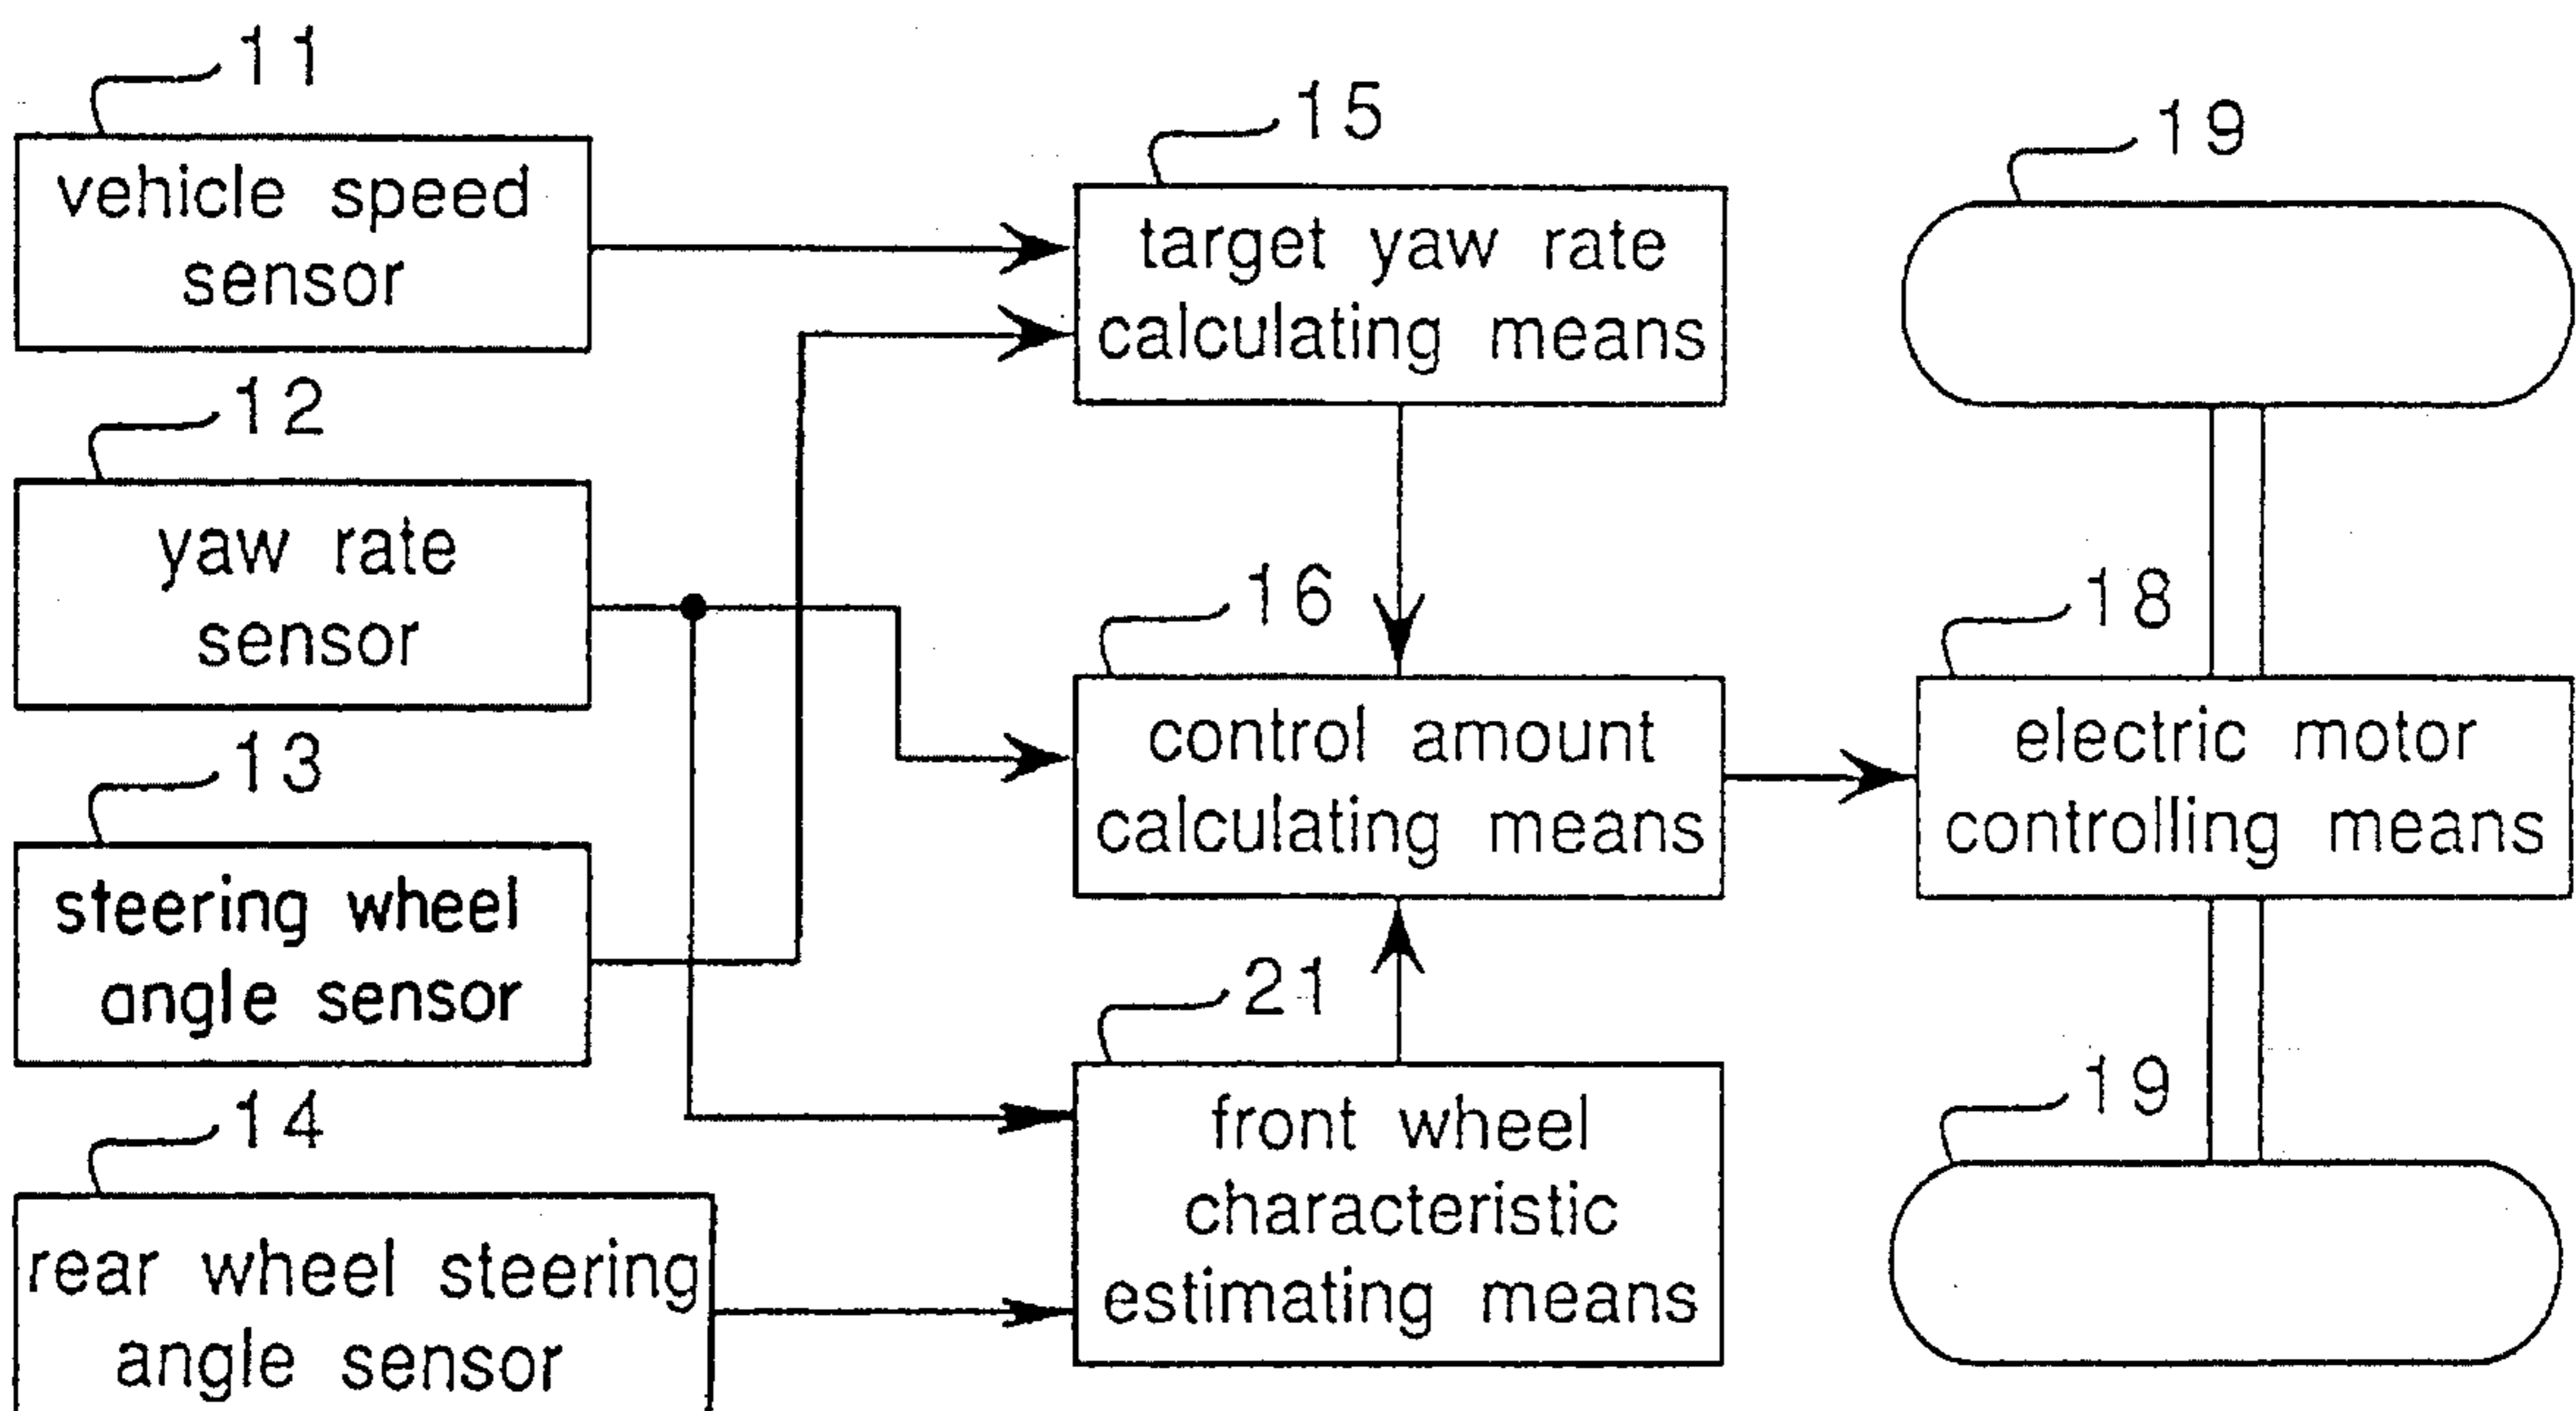 11
vehicle speed
sensor
12
yaw rate
sensor
13
steering wheel
angle sensor
14
rear wheel steering
angle sensor
15
target yaw rate
calculating means
16
control amount
calculating means
21
front wheel
characteristic
estimating means
19
18
electric motor
controlling means
19